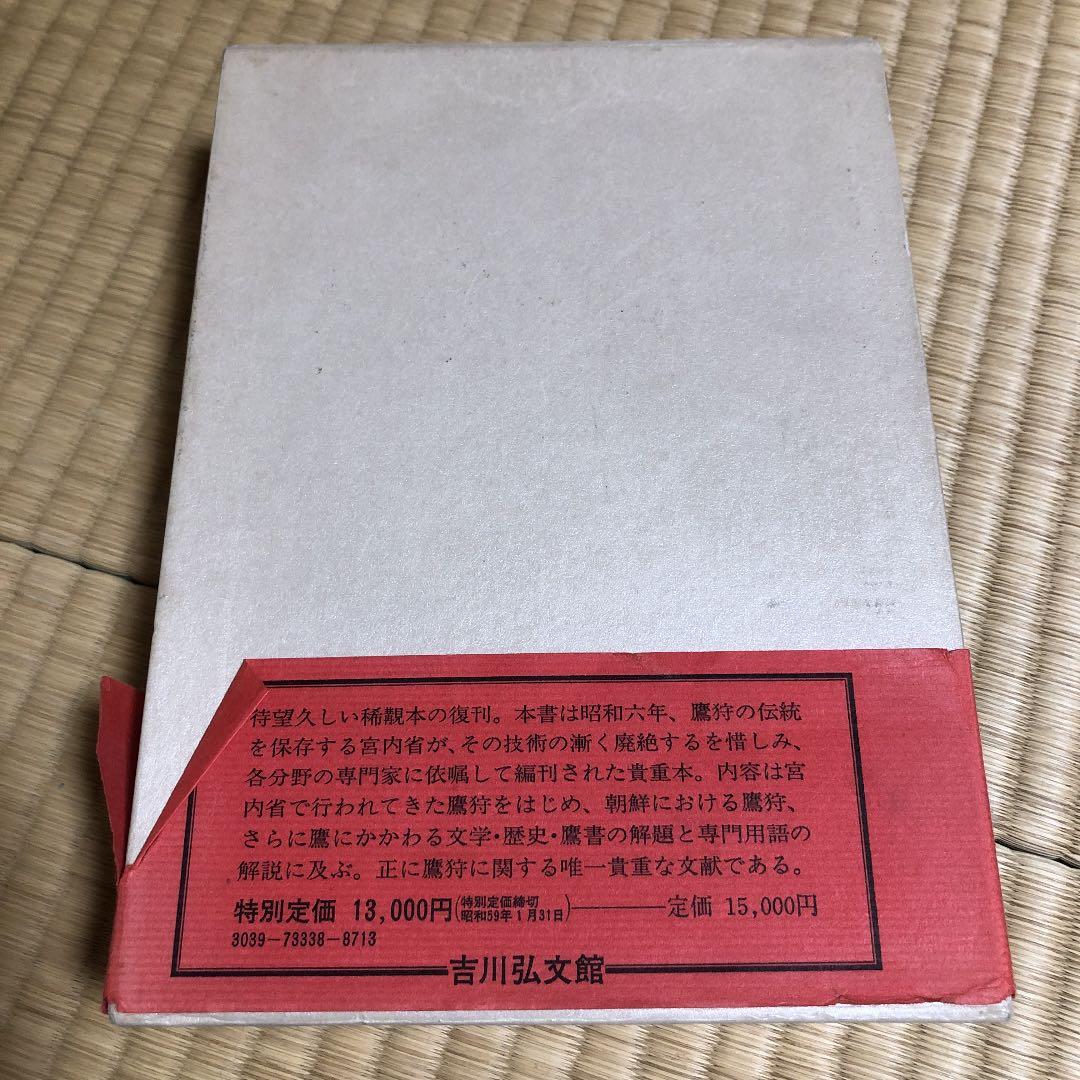 待望久しい稀覯本の復刊。本書は昭和六年、鷹狩の伝統
を保存する宮内省が、その技術の漸く廃絶するを惜しみ、
各分野の専門家に依嘱して編刊された貴重本。内容は宮
内省で行われてきた鷹狩をはじめ、朝鮮における鷹狩、
さらに鷹にかかわる文学・歴史・鷹書の解題と専門用語の
解説に及ぶ。正に鷹狩に関する唯一貴重な文献である。
特別定価 13,000円(特別定価締切 昭和59年1月31日)―定価 15,000円
3039-73338-8713
吉川弘文館